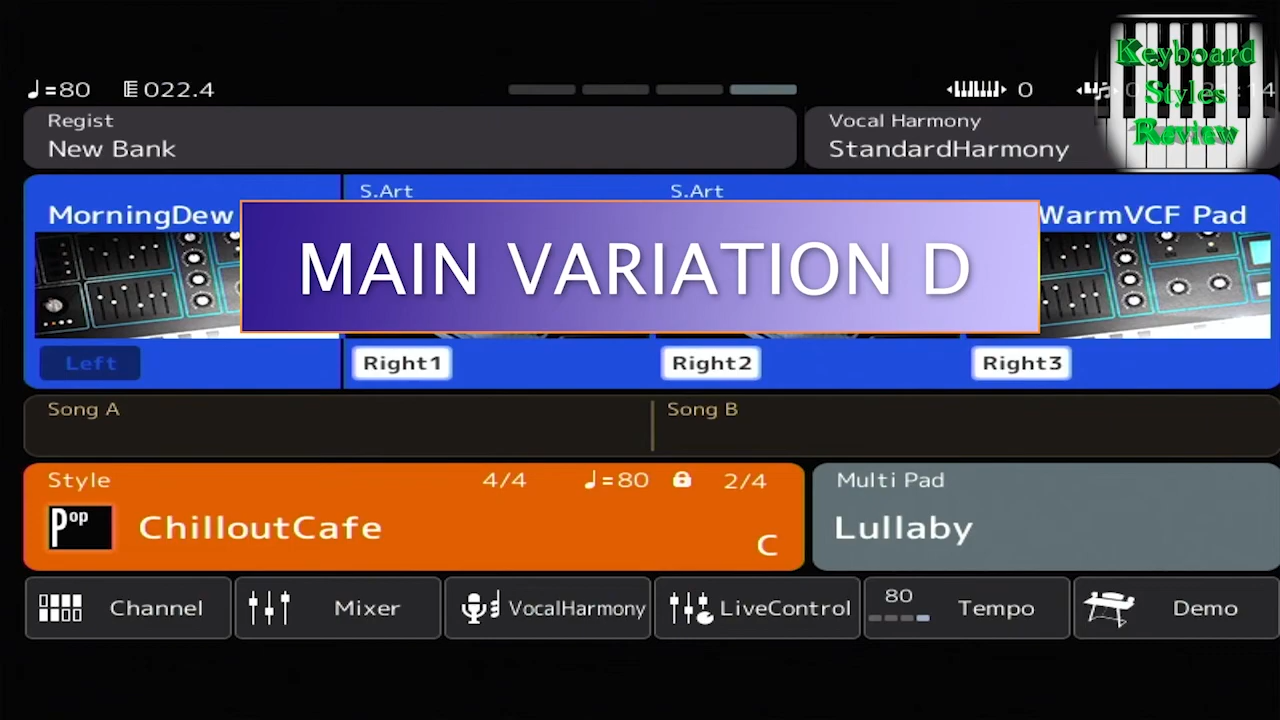 ♩=80 022.4 0
Keyboard
Styles
Review
Regist
New Bank
Vocal Harmony
StandardHarmony
S.Art S.Art
MorningDew WarmVCF Pad
MAIN VARIATION D
Left Right1 Right2 Right3
Song A Song B
Style 4/4 ♩=80 2/4
Pop ChilloutCafe
C
Multi Pad
Lullaby
Channel Mixer VocalHarmony LiveControl 80 Tempo Demo